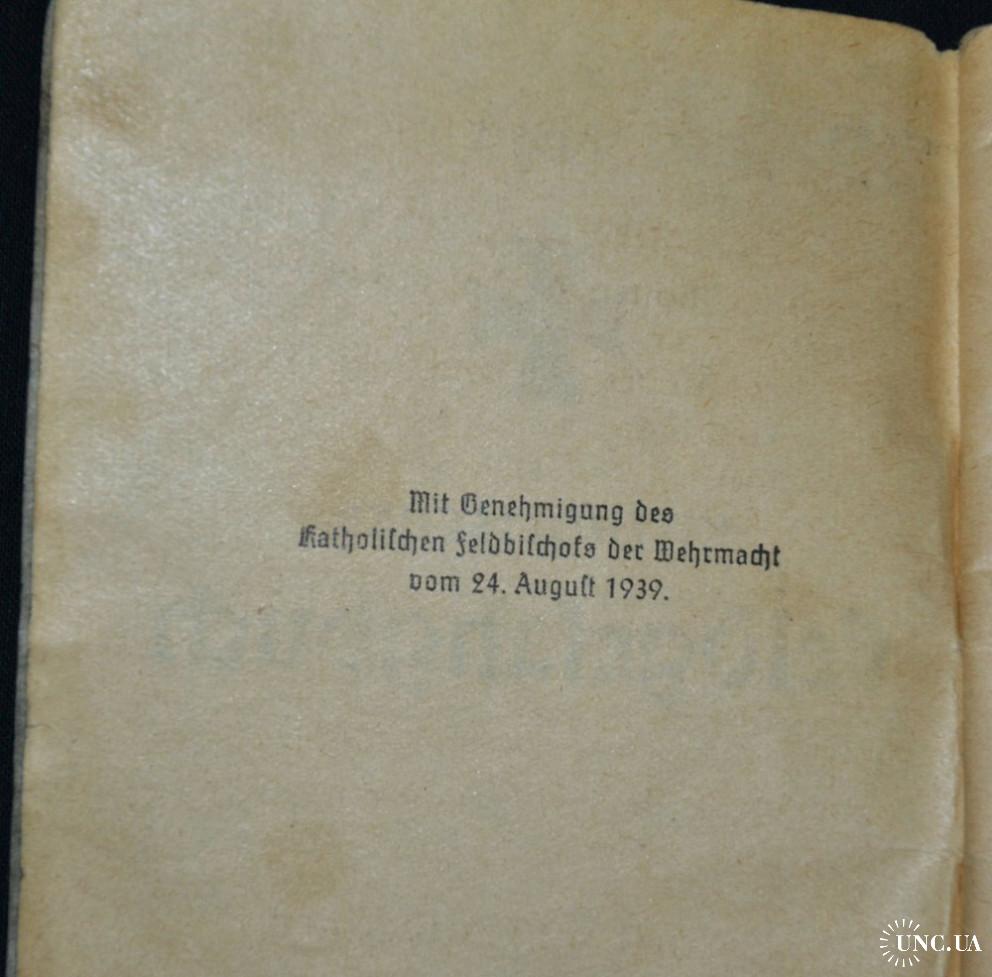 Mit Genehmigung des
Katholiſchen Feldbiſchofs der Wehrmacht
vom 24. Auguſt 1939.
UNC.UA